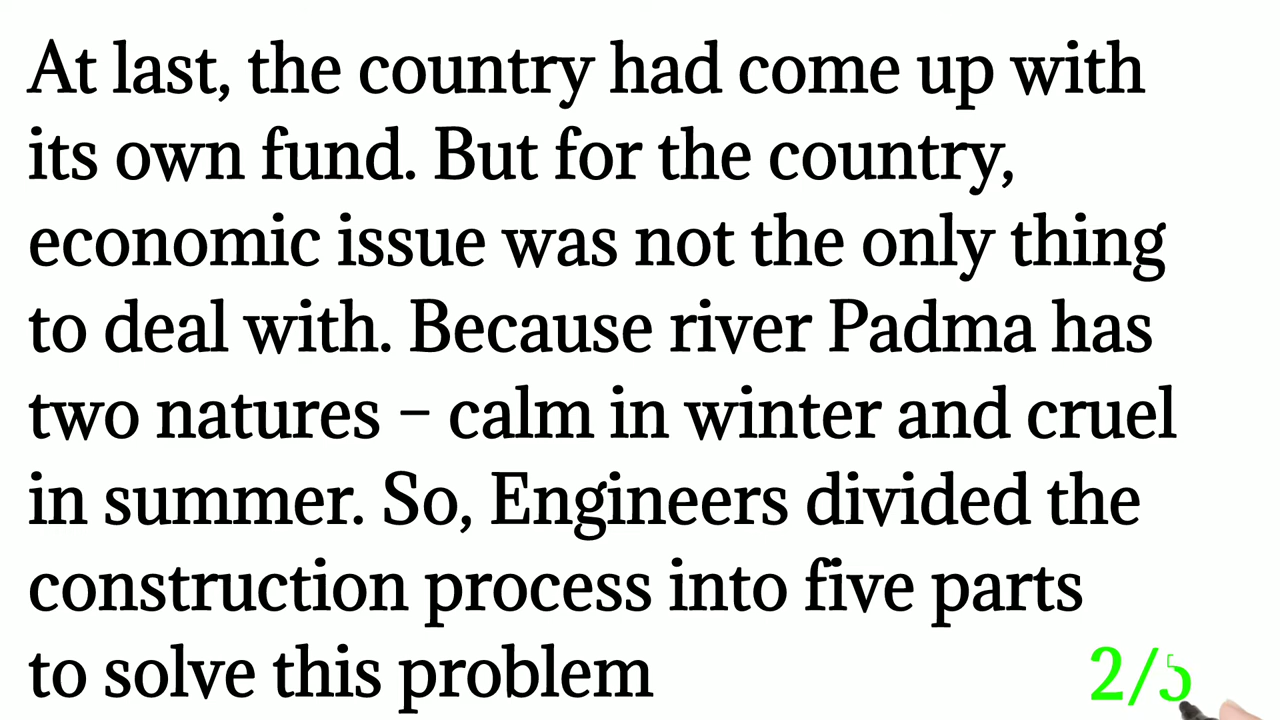 At last, the country had come up with
its own fund. But for the country,
economic issue was not the only thing
to deal with. Because river Padma has
two natures – calm in winter and cruel
in summer. So, Engineers divided the
construction process into five parts
to solve this problem
2/5